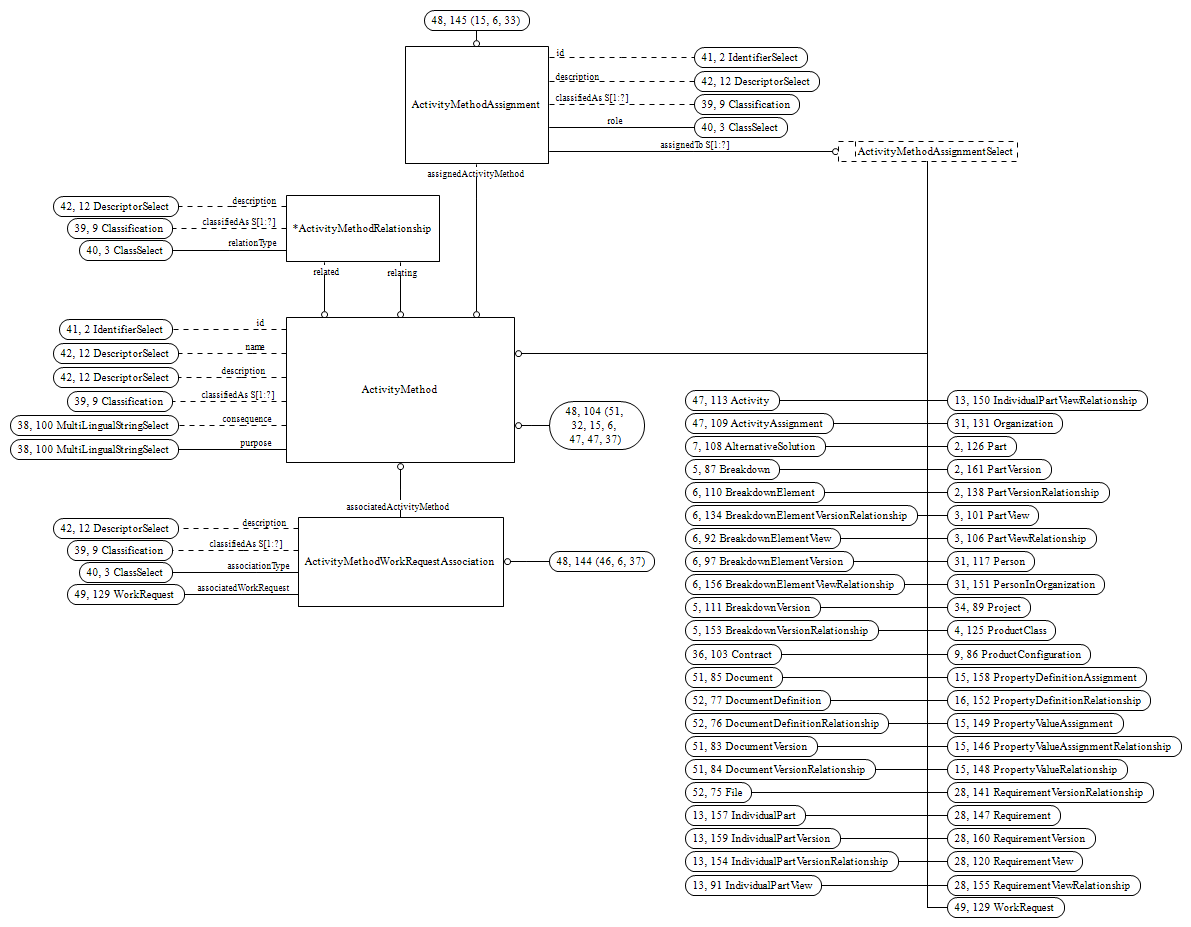 48, 145 (15, 6, 33)
id
41, 2 IdentifierSelect
description
42, 12 DescriptorSelect
ActivityMethodAssignment
classifiedAs S[1:?]
39, 9 Classification
role
40, 3 ClassSelect
assignedTo S[1:?]
ActivityMethodAssignmentSelect
assignedActivityMethod
42, 12 DescriptorSelect
description
39, 9 Classification
classifiedAs S[1:?]
*ActivityMethodRelationship
40, 3 ClassSelect
relationType
related
relating
41, 2 IdentifierSelect
id
42, 12 DescriptorSelect
name
42, 12 DescriptorSelect
description
39, 9 Classification
classifiedAs S[1:?]
38, 100 MultiLingualStringSelect
consequence
38, 100 MultiLingualStringSelect
purpose
ActivityMethod
48, 104 (51,
32, 15, 6,
47, 47, 37)
associatedActivityMethod
42, 12 DescriptorSelect
description
39, 9 Classification
classifiedAs S[1:?]
40, 3 ClassSelect
associationType
49, 129 WorkRequest
associatedWorkRequest
ActivityMethodWorkRequestAssociation
48, 144 (46, 6, 37)
47, 113 Activity
47, 109 ActivityAssignment
7, 108 AlternativeSolution
5, 87 Breakdown
6, 110 BreakdownElement
6, 134 BreakdownElementVersionRelationship
6, 92 BreakdownElementView
6, 97 BreakdownElementVersion
6, 156 BreakdownElementViewRelationship
5, 111 BreakdownVersion
5, 153 BreakdownVersionRelationship
36, 103 Contract
51, 85 Document
52, 77 DocumentDefinition
52, 76 DocumentDefinitionRelationship
51, 83 DocumentVersion
51, 84 DocumentVersionRelationship
52, 75 File
13, 157 IndividualPart
13, 159 IndividualPartVersion
13, 154 IndividualPartVersionRelationship
13, 91 IndividualPartView
13, 150 IndividualPartViewRelationship
31, 131 Organization
2, 126 Part
2, 161 PartVersion
2, 138 PartVersionRelationship
3, 101 PartView
3, 106 PartViewRelationship
31, 117 Person
31, 151 PersonInOrganization
34, 89 Project
4, 125 ProductClass
9, 86 ProductConfiguration
15, 158 PropertyDefinitionAssignment
16, 152 PropertyDefinitionRelationship
15, 149 PropertyValueAssignment
15, 146 PropertyValueAssignmentRelationship
15, 148 PropertyValueRelationship
28, 141 RequirementVersionRelationship
28, 147 Requirement
28, 160 RequirementVersion
28, 120 RequirementView
28, 155 RequirementViewRelationship
49, 129 WorkRequest